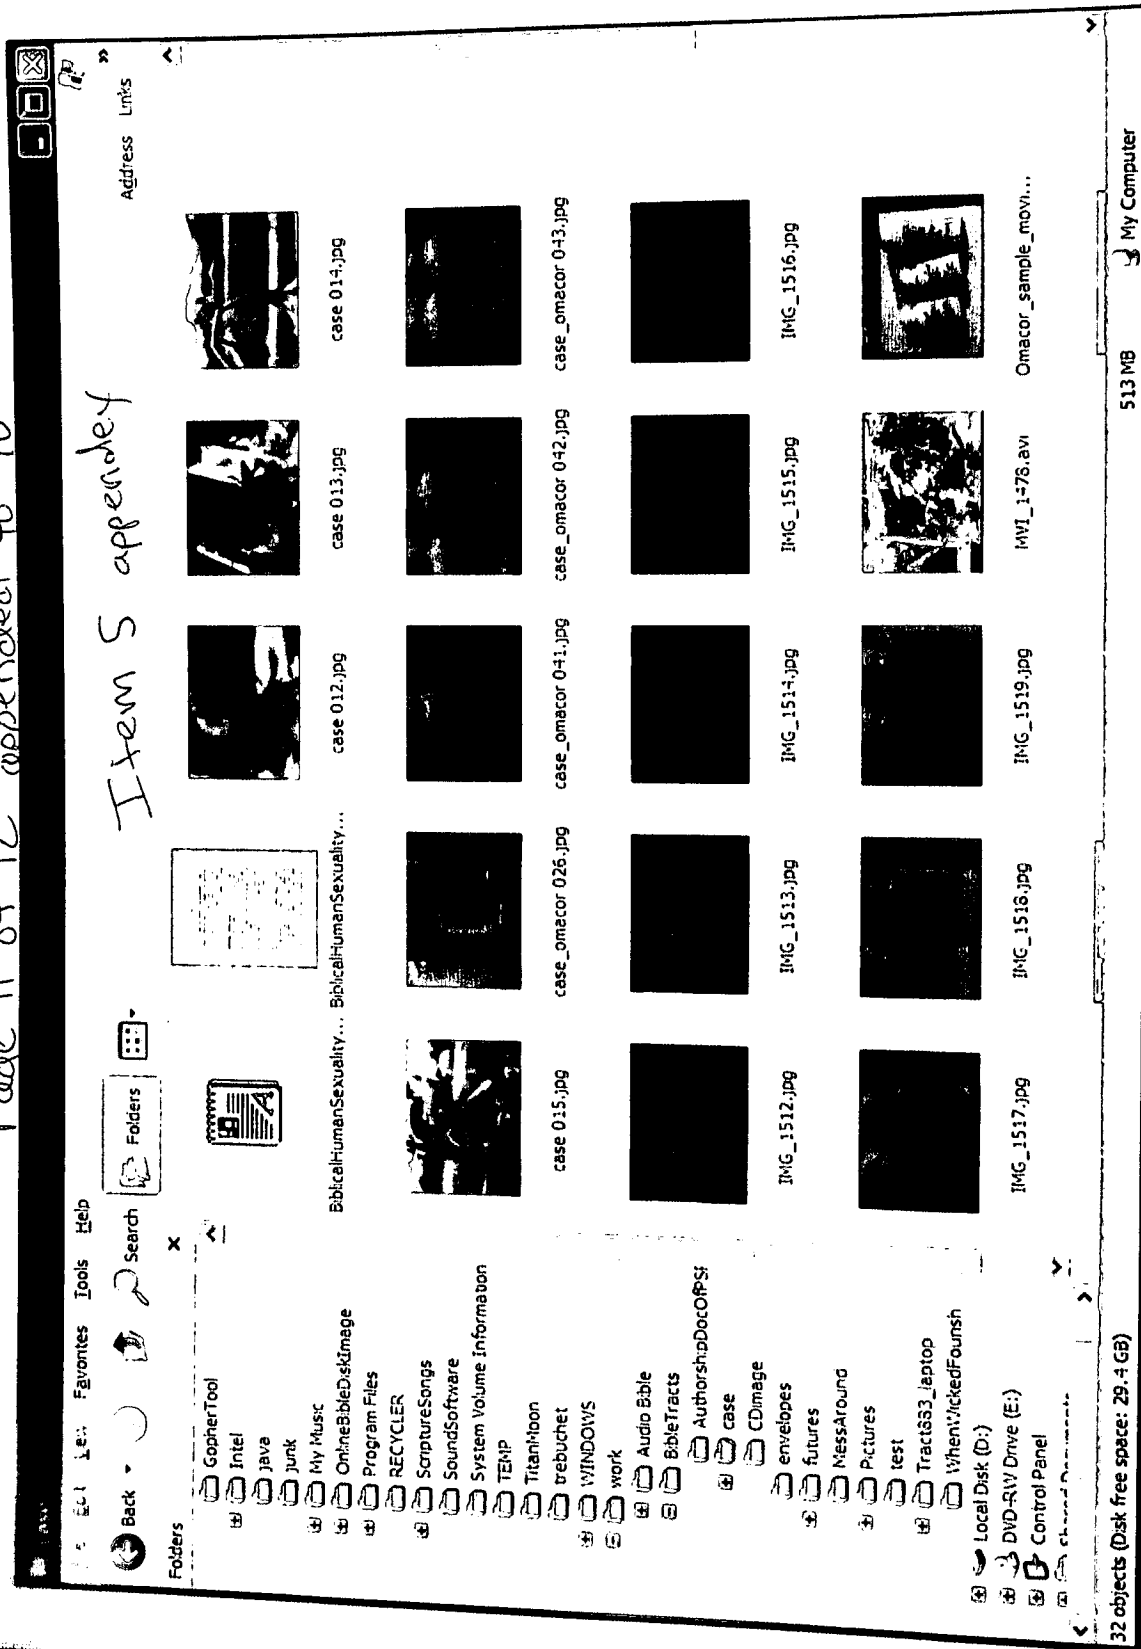 Page 11 of 12 appended to 10
Item 5 appendex
case
Favorites Tools Help
Back Search Folders
Address Links
Folders
GopherTool
Intel
java
junk
My Music
OnlineBibleDiskImage
Program Files
RECYCLER
ScriptureSongs
SoundSoftware
System Volume Information
TEMP
TitanMoon
trebuchet
WINDOWS
work
Audio Bible
BibleTracts
case
CDimage
envelopes
futures
MessAround
Pictures
test
Tract833_laptop
Local Disk (D:)
DVD-RW Drive (E:)
Control Panel
BiblicalHumanSexuality... BiblicalHumanSexuality... case 012.jpg case 013.jpg case 014.jpg
case 015.jpg case_omacor 026.jpg case_omacor 041.jpg case_omacor 042.jpg case_omacor 043.jpg
IMG_1512.jpg IMG_1513.jpg IMG_1514.jpg IMG_1515.jpg IMG_1516.jpg
IMG_1517.jpg IMG_1518.jpg IMG_1519.jpg MVI_1478.avi Omacor_sample_movi...
32 objects (Disk free space: 29.4 GB) 513 MB My Computer